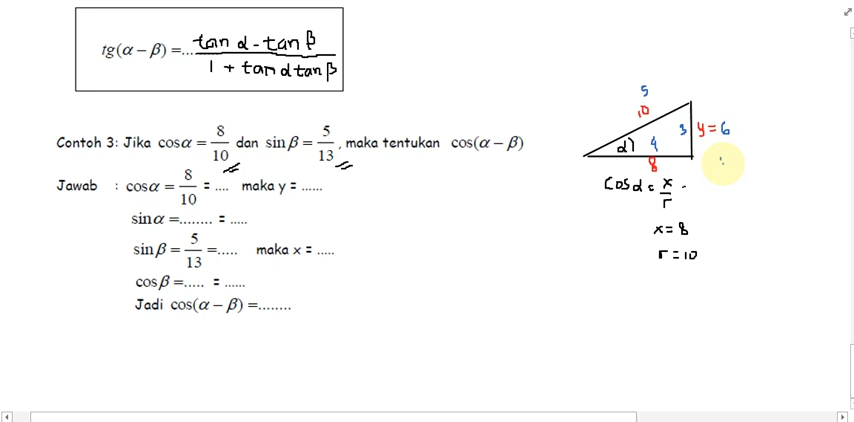 tg(α − β) =... tan α - tan β / 1 + tan α tan β
Contoh 3: Jika cos α = 8/10 dan sin β = 5/13, maka tentukan cos(α − β)
Jawab : cos α = 8/10 = .... maka y = ......
sin α =........ = .....
sin β = 5/13 =..... maka x = .....
cos β =..... = ......
Jadi cos(α − β) =........
5
10
α 4 3 y = 6
8
Cos α = x/r
x = 8
r = 10